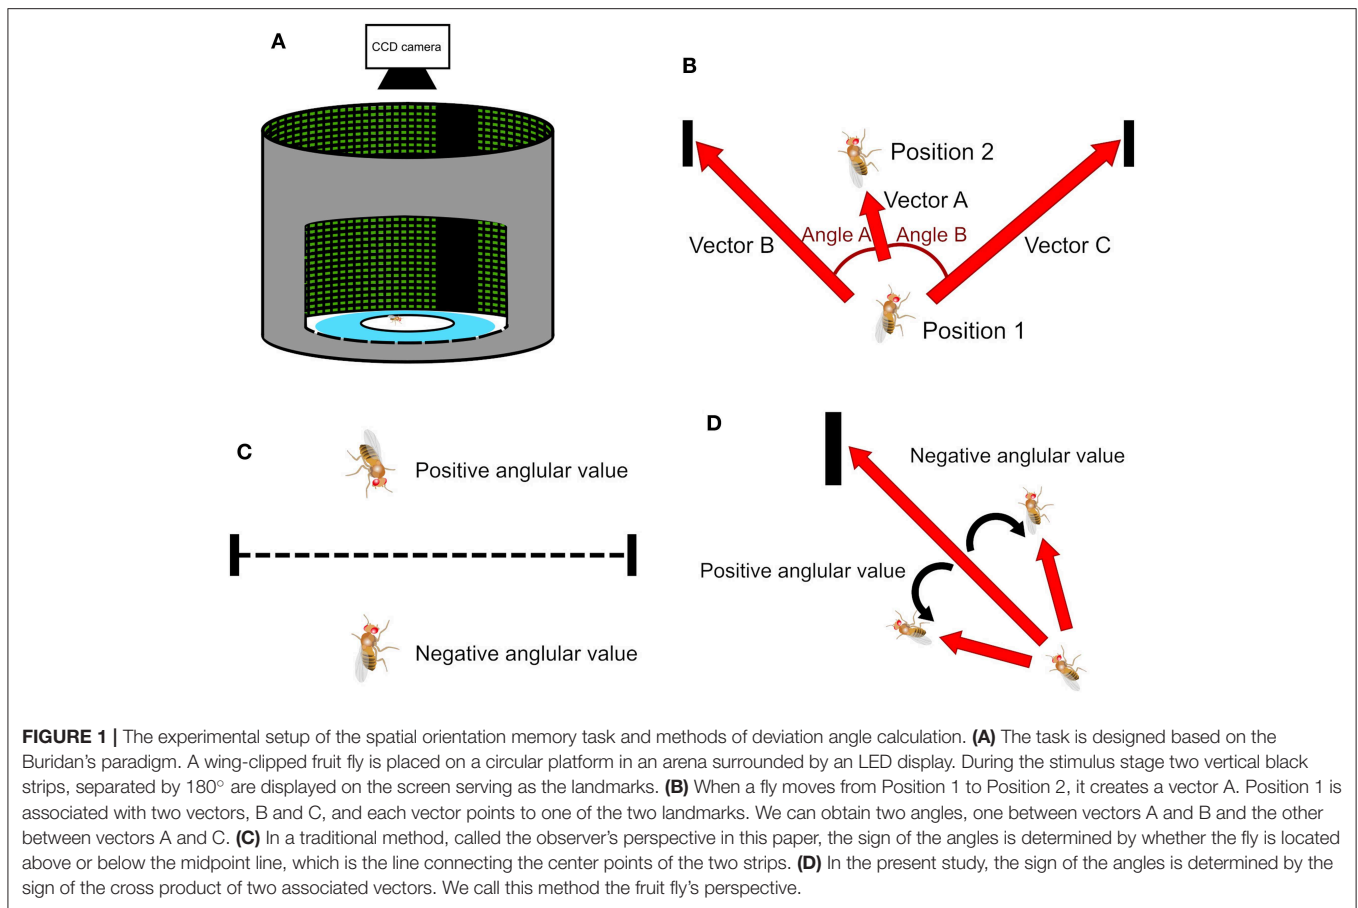 A
CCD camera
B
Position 2
Vector A
Angle A
Angle B
Vector B
Vector C
Position 1
C
Positive anglular value
Negative anglular value
D
Negative anglular value
Positive anglular value
FIGURE 1 | The experimental setup of the spatial orientation memory task and methods of deviation angle calculation. (A) The task is designed based on the
Buridan's paradigm. A wing-clipped fruit fly is placed on a circular platform in an arena surrounded by an LED display. During the stimulus stage two vertical black
strips, separated by 180° are displayed on the screen serving as the landmarks. (B) When a fly moves from Position 1 to Position 2, it creates a vector A. Position 1 is
associated with two vectors, B and C, and each vector points to one of the two landmarks. We can obtain two angles, one between vectors A and B and the other
between vectors A and C. (C) In a traditional method, called the observer's perspective in this paper, the sign of the angles is determined by whether the fly is located
above or below the midpoint line, which is the line connecting the center points of the two strips. (D) In the present study, the sign of the angles is determined by the
sign of the cross product of two associated vectors. We call this method the fruit fly's perspective.